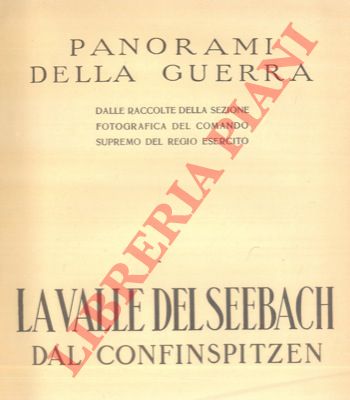 PANORAMI
DELLA GUERRA
DALLE RACCOLTE DELLA SEZIONE
FOTOGRAFICA DEL COMANDO
SUPREMO DEL REGIO ESERCITO
LIBRERIA PIANI
LA VALLE DEL SEEBACH
DAL CONFINSPITZEN